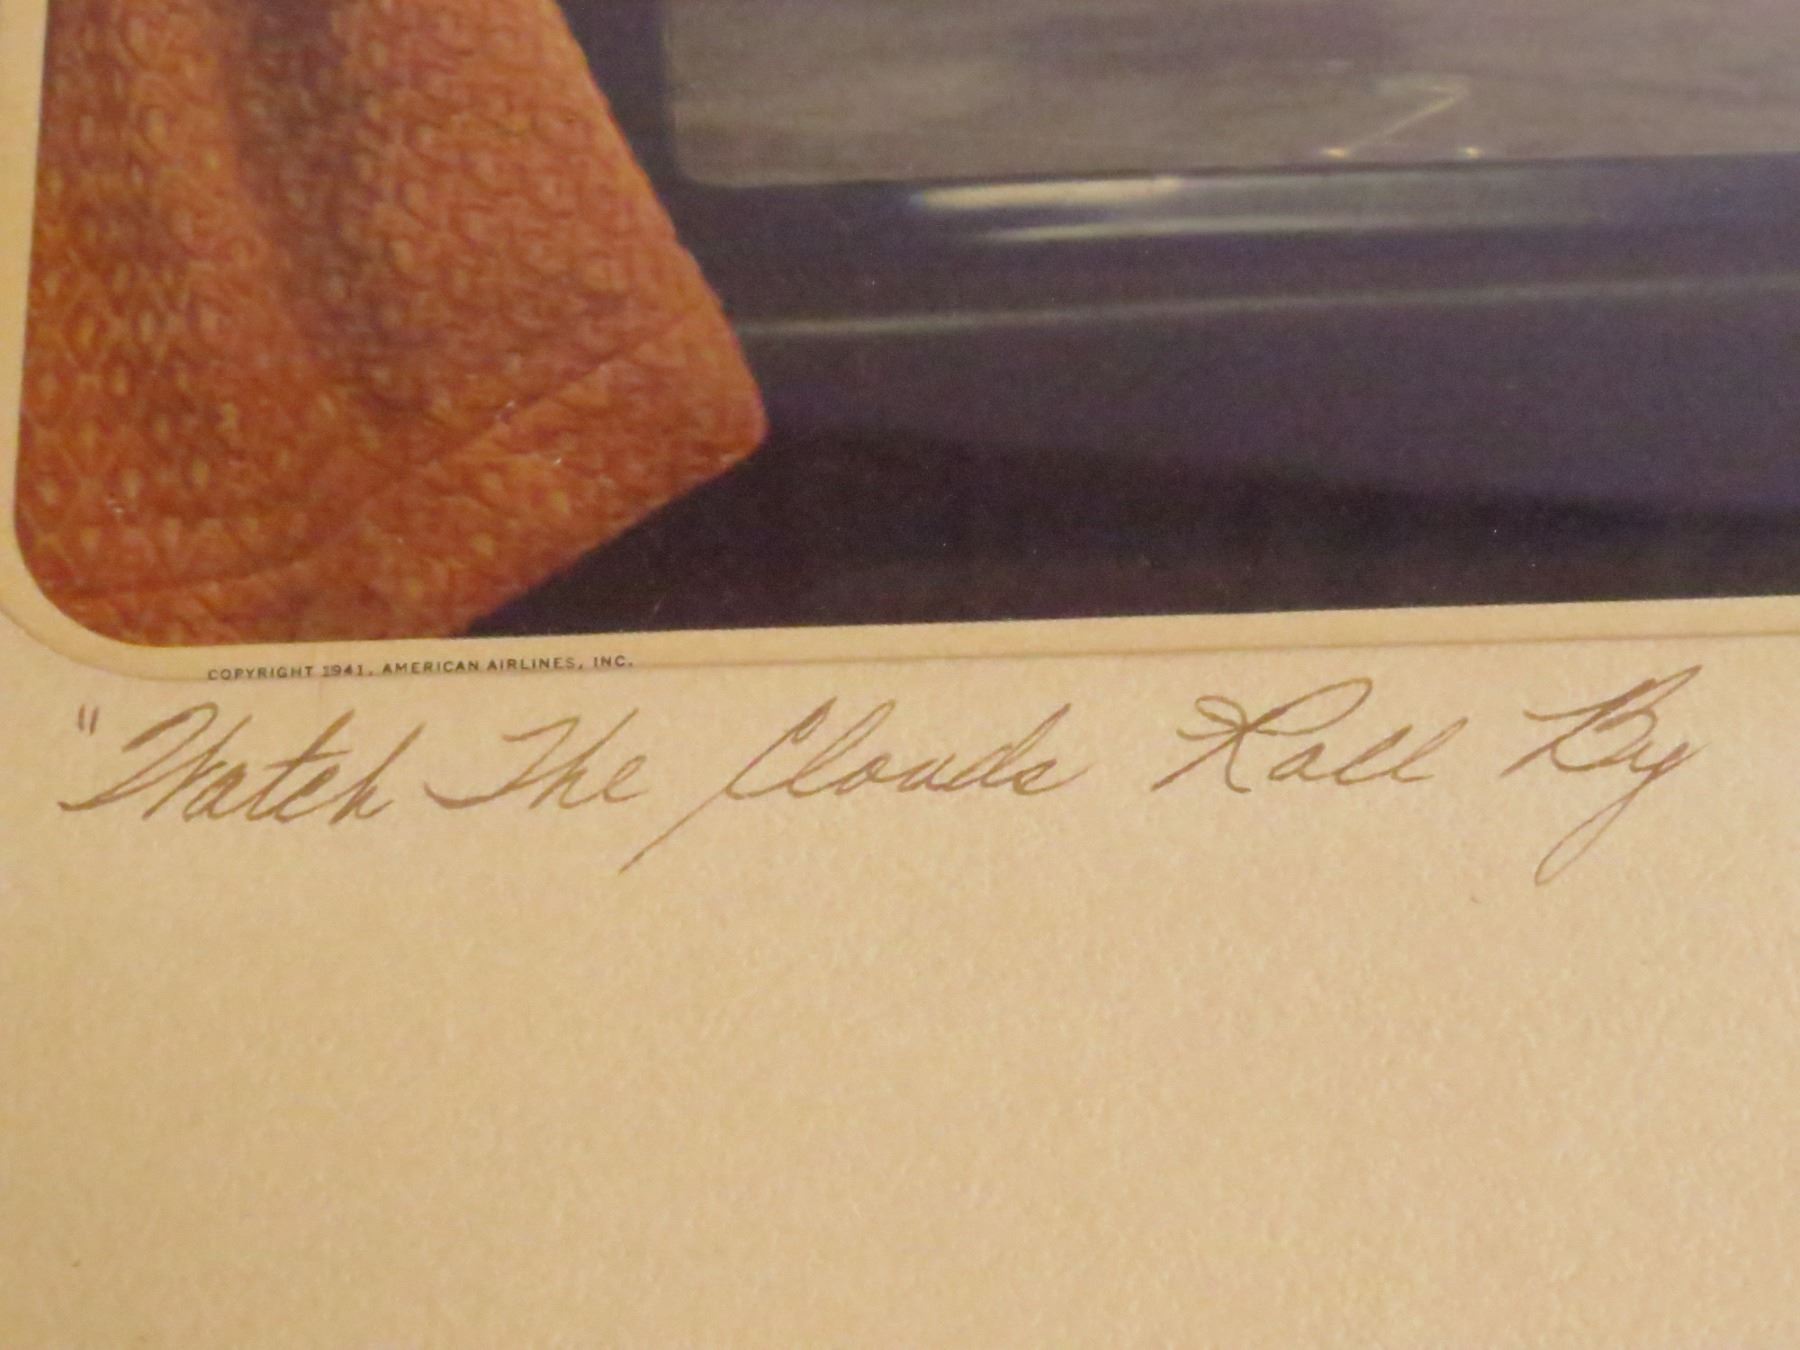 COPYRIGHT 1941, AMERICAN AIRLINES, INC.
"Watch The Clouds Roll By